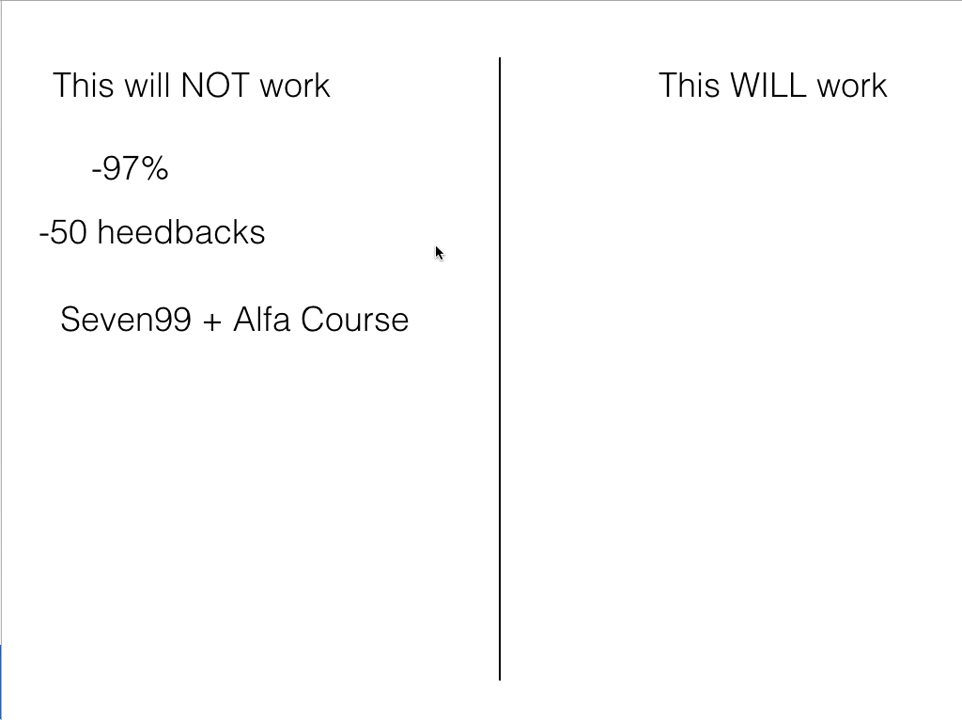 This will NOT work
This WILL work
-97%
-50 heedbacks
Seven99 + Alfa Course